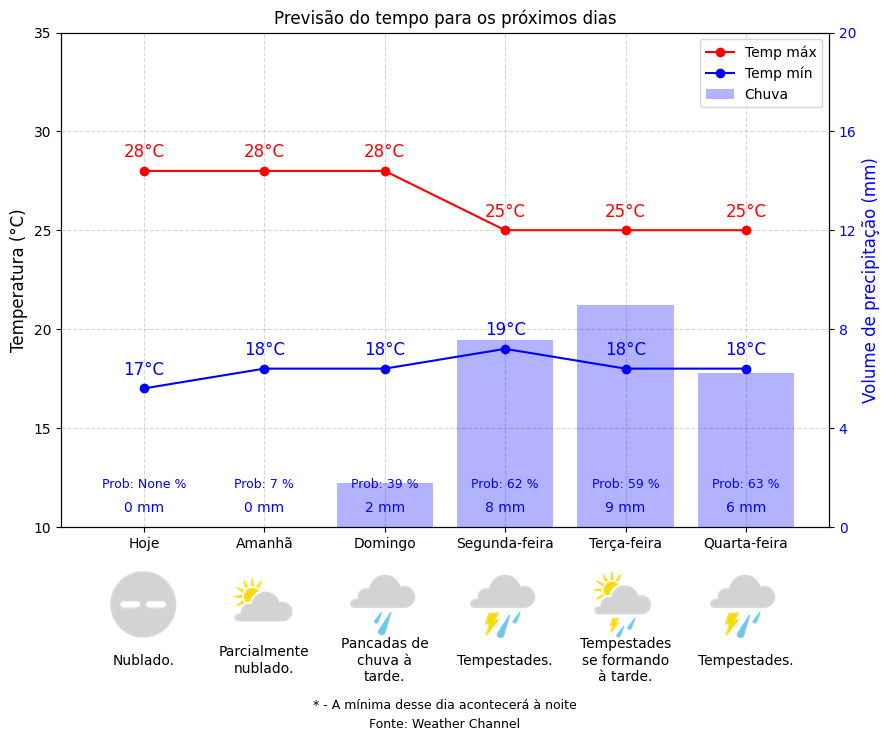 Previsão do tempo para os próximos dias
Temperatura (°C)
Volume de precipitação (mm)
35
30
25
20
15
10
20
16
12
8
4
0
Temp máx
Temp mín
Chuva
28°C
28°C
28°C
25°C
25°C
25°C
17°C
18°C
18°C
19°C
18°C
18°C
Prob: None %
Prob: 7 %
Prob: 39 %
Prob: 62 %
Prob: 59 %
Prob: 63 %
0 mm
0 mm
2 mm
8 mm
9 mm
6 mm
Hoje
Amanhã
Domingo
Segunda-feira
Terça-feira
Quarta-feira
Nublado.
Parcialmente
nublado.
Pancadas de
chuva à
tarde.
Tempestades.
Tempestades
se formando
à tarde.
Tempestades.
* - A mínima desse dia acontecerá à noite
Fonte: Weather Channel